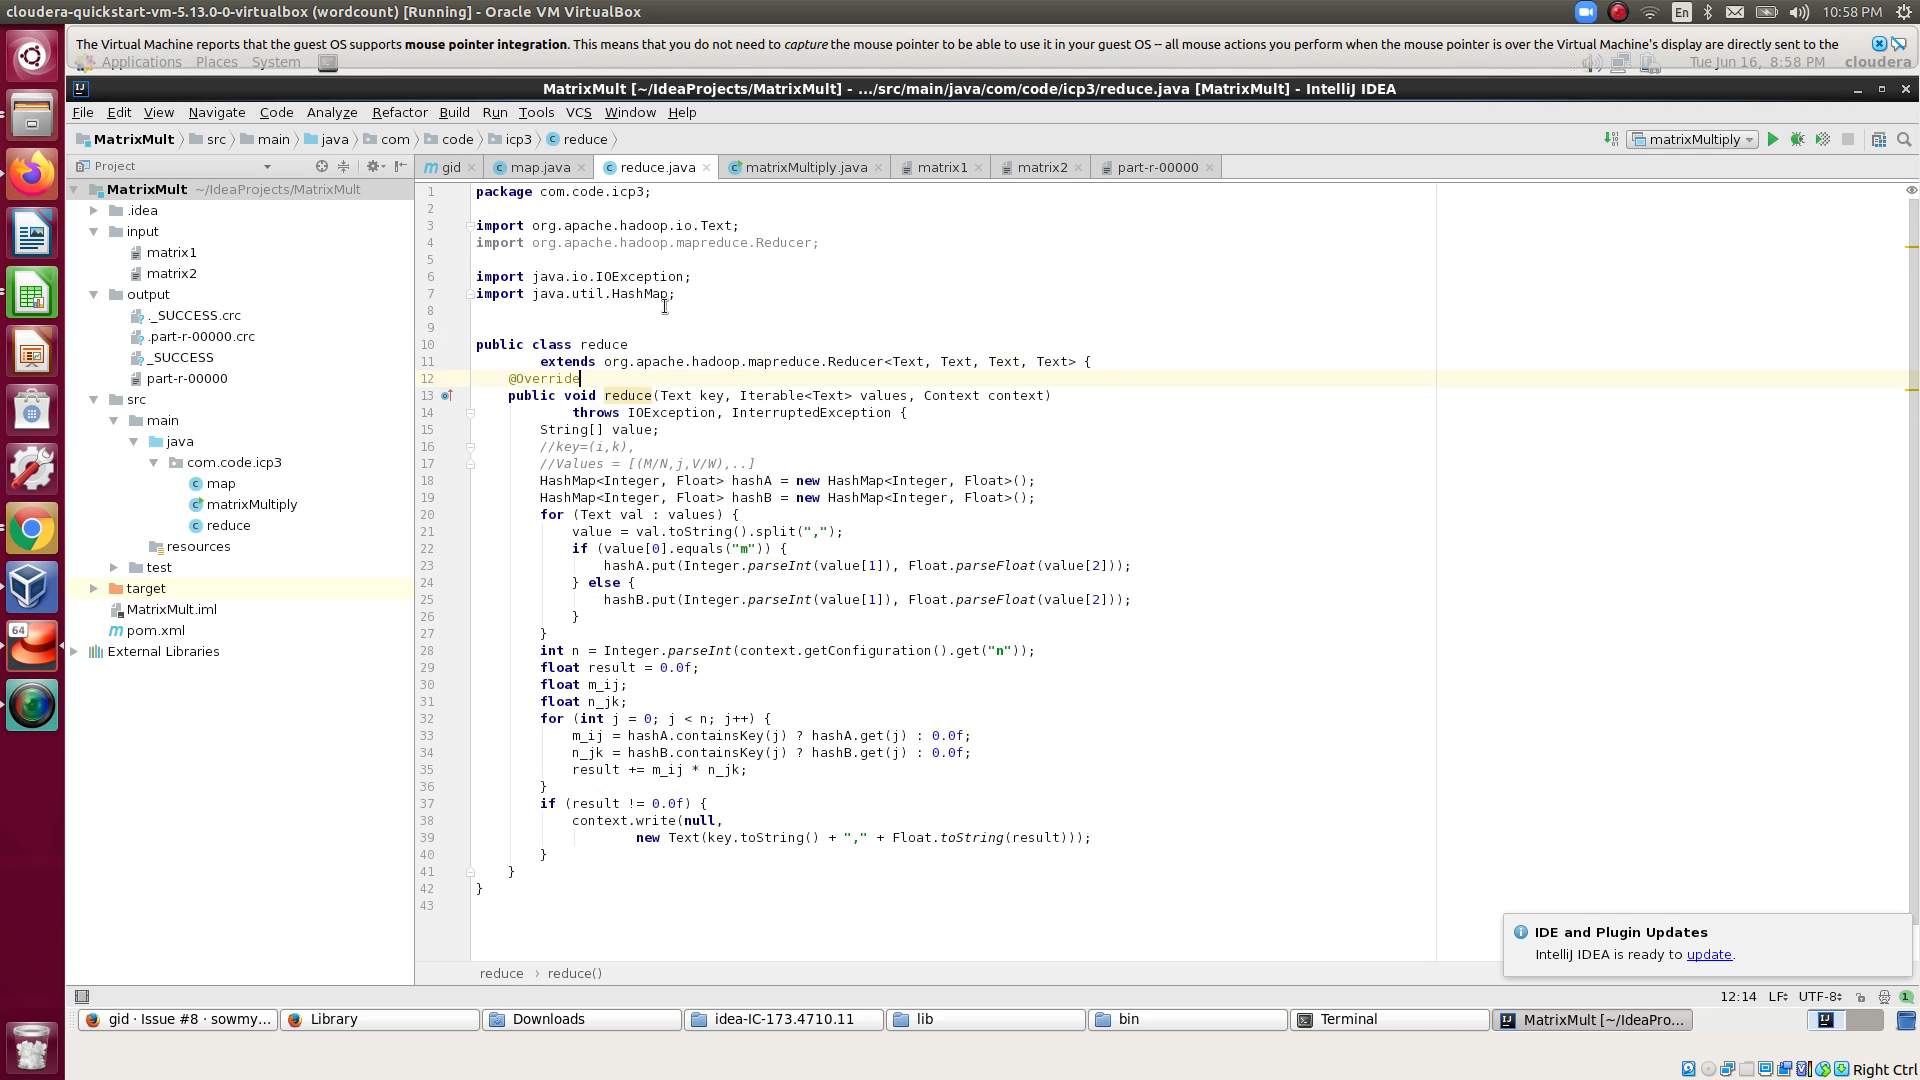 cloudera-quickstart-vm-5.13.0-0-virtualbox (wordcount) [Running] - Oracle VM VirtualBox
En
10:58 PM
The Virtual Machine reports that the guest OS supports mouse pointer integration. This means that you do not need to capture the mouse pointer to be able to use it in your guest OS -- all mouse actions you perform when the mouse pointer is over the Virtual Machine's display are directly sent to the
Applications Places System
Tue Jun 16, 8:58 PM cloudera
MatrixMult [~/IdeaProjects/MatrixMult] - .../src/main/java/com/code/icp3/reduce.java [MatrixMult] - IntelliJ IDEA
File Edit View Navigate Code Analyze Refactor Build Run Tools VCS Window Help
MatrixMult src main java com code icp3 reduce
matrixMultiply
Project
gid map.java reduce.java matrixMultiply.java matrix1 matrix2 part-r-00000
MatrixMult ~/IdeaProjects/MatrixMult
.idea
input
matrix1
matrix2
output
._SUCCESS.crc
.part-r-00000.crc
_SUCCESS
part-r-00000
src
main
java
com.code.icp3
map
matrixMultiply
reduce
resources
test
target
MatrixMult.iml
pom.xml
External Libraries
64
1 package com.code.icp3;
2
3 import org.apache.hadoop.io.Text;
4 import org.apache.hadoop.mapreduce.Reducer;
5
6 import java.io.IOException;
7 import java.util.HashMap;
8
9
10 public class reduce
11 extends org.apache.hadoop.mapreduce.Reducer<Text, Text, Text, Text> {
12 @Override
13 public void reduce(Text key, Iterable<Text> values, Context context)
14 throws IOException, InterruptedException {
15 String[] value;
16 //key=(i,k),
17 //Values = [(M/N,j,V/W),..]
18 HashMap<Integer, Float> hashA = new HashMap<Integer, Float>();
19 HashMap<Integer, Float> hashB = new HashMap<Integer, Float>();
20 for (Text val : values) {
21 value = val.toString().split(",");
22 if (value[0].equals("m")) {
23 hashA.put(Integer.parseInt(value[1]), Float.parseFloat(value[2]));
24 } else {
25 hashB.put(Integer.parseInt(value[1]), Float.parseFloat(value[2]));
26 }
27 }
28 int n = Integer.parseInt(context.getConfiguration().get("n"));
29 float result = 0.0f;
30 float m_ij;
31 float n_jk;
32 for (int j = 0; j < n; j++) {
33 m_ij = hashA.containsKey(j) ? hashA.get(j) : 0.0f;
34 n_jk = hashB.containsKey(j) ? hashB.get(j) : 0.0f;
35 result += m_ij * n_jk;
36 }
37 if (result != 0.0f) {
38 context.write(null,
39 new Text(key.toString() + "," + Float.toString(result)));
40 }
41 }
42 }
43
IDE and Plugin Updates
IntelliJ IDEA is ready to update.
reduce reduce()
12:14 LF UTF-8 1
gid · Issue #8 · sowmy... Library Downloads idea-IC-173.4710.11 lib bin Terminal MatrixMult [~/IdeaPro...
Right Ctrl